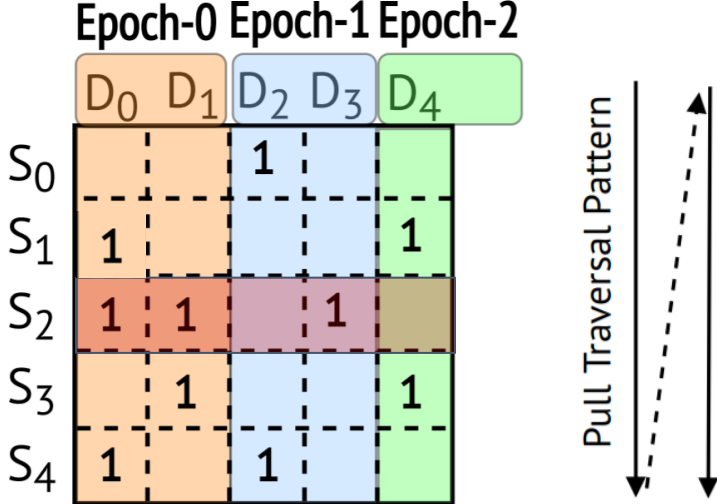 Epoch-0 Epoch-1 Epoch-2
D0 D1 D2 D3 D4
S0 1
S1 1 1
S2 1 1 1
S3 1 1
S4 1 1
Pull Traversal Pattern